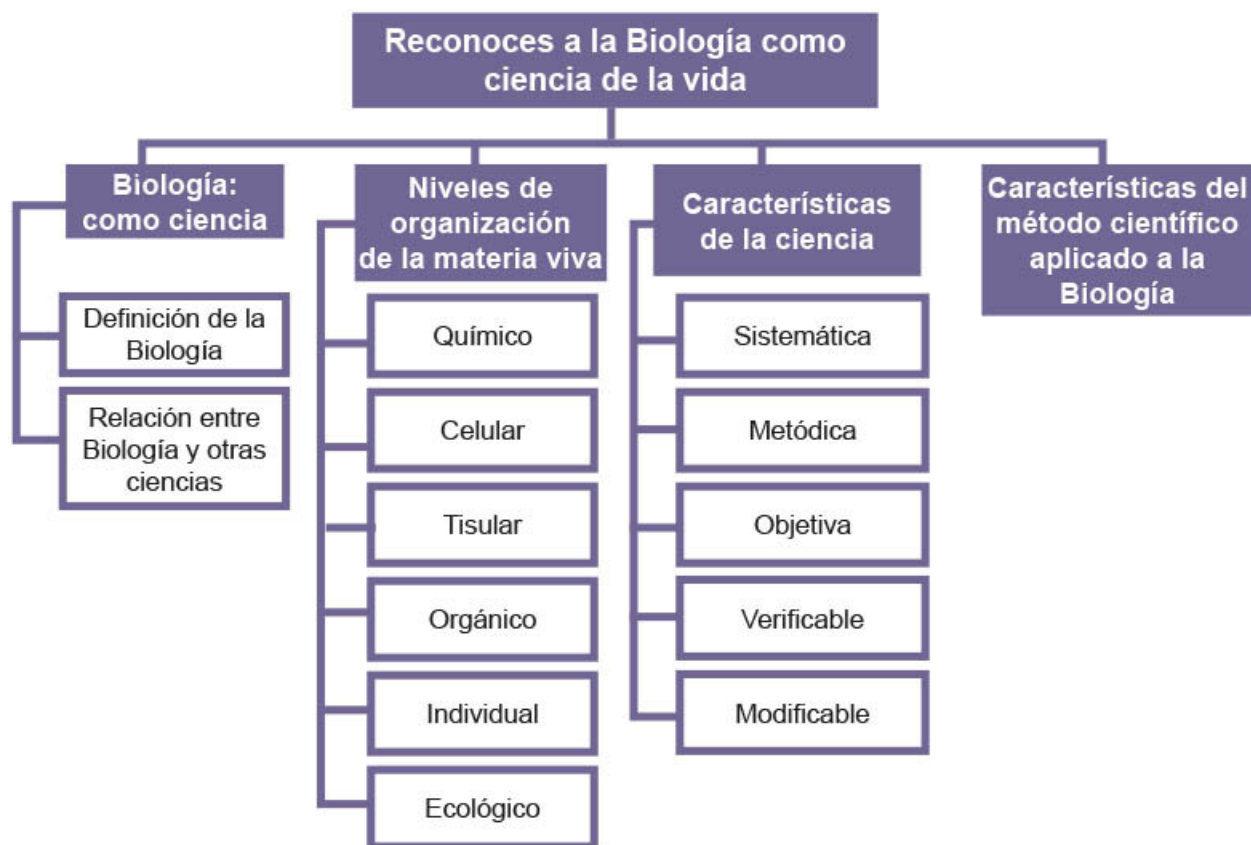 Reconoces a la Biología como
ciencia de la vida
Biología:
como ciencia
Definición de la
Biología
Relación entre
Biología y otras
ciencias
Niveles de
organización
de la materia viva
Químico
Celular
Tisular
Orgánico
Individual
Ecológico
Características
de la ciencia
Sistemática
Metódica
Objetiva
Verificable
Modificable
Características del
método científico
aplicado a la
Biología